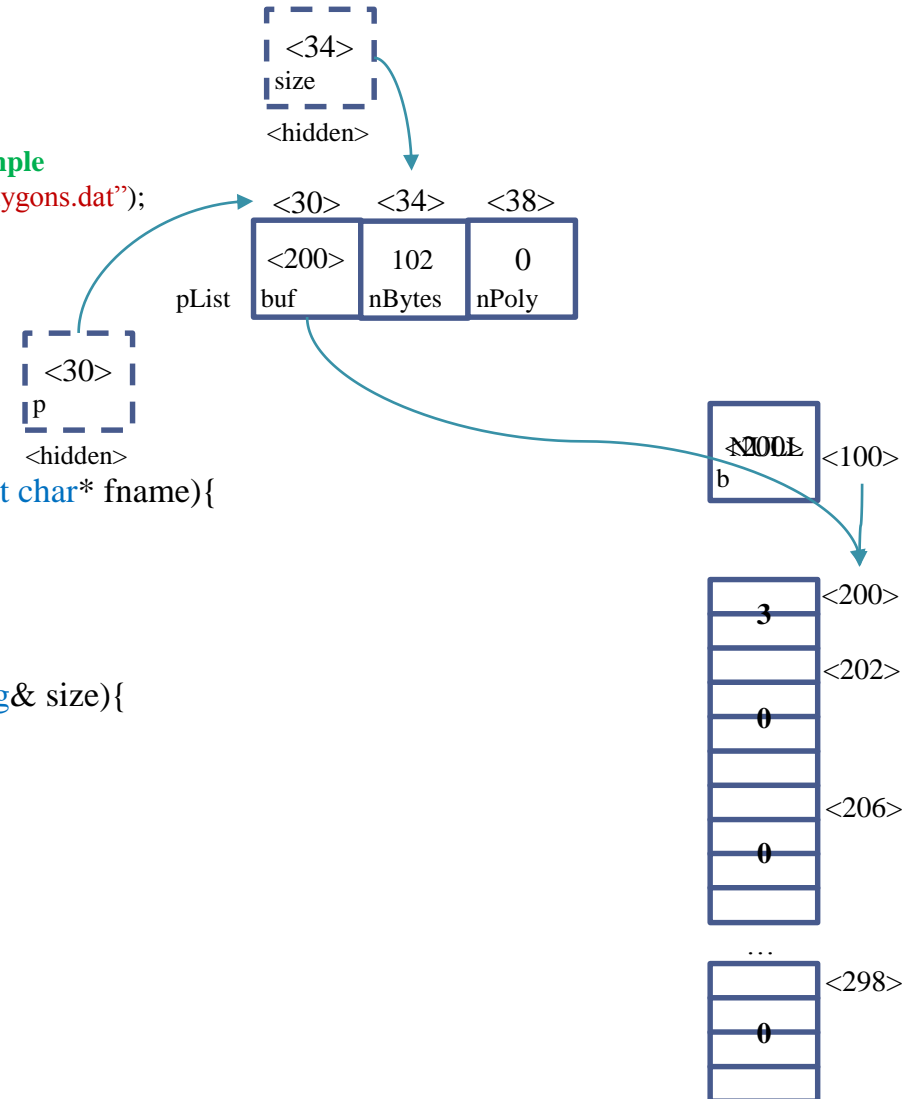 <34>
size
<hidden>
mple
ygons.dat”);
<30> <34> <38>
<200> 102 0
pList buf nBytes nPoly
<30>
p
<hidden>
<100>
b
t char* fname){
<200>
3
<202>
g& size){
0
<206>
0
…
<298>
0